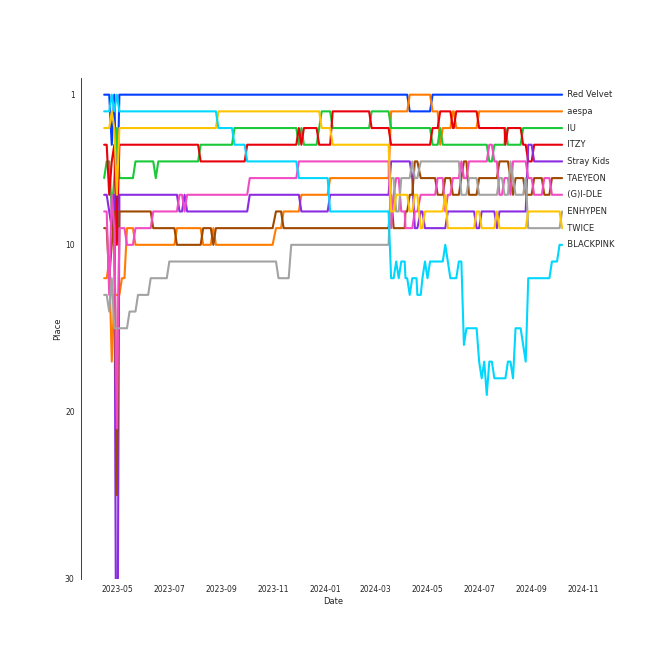 1
10
20
30
Place
Red Velvet
aespa
IU
ITZY
Stray Kids
TAEYEON
(G)I-DLE
ENHYPEN
TWICE
BLACKPINK
2023-05 2023-07 2023-09 2023-11 2024-01 2024-03 2024-05 2024-07 2024-09 2024-11
Date